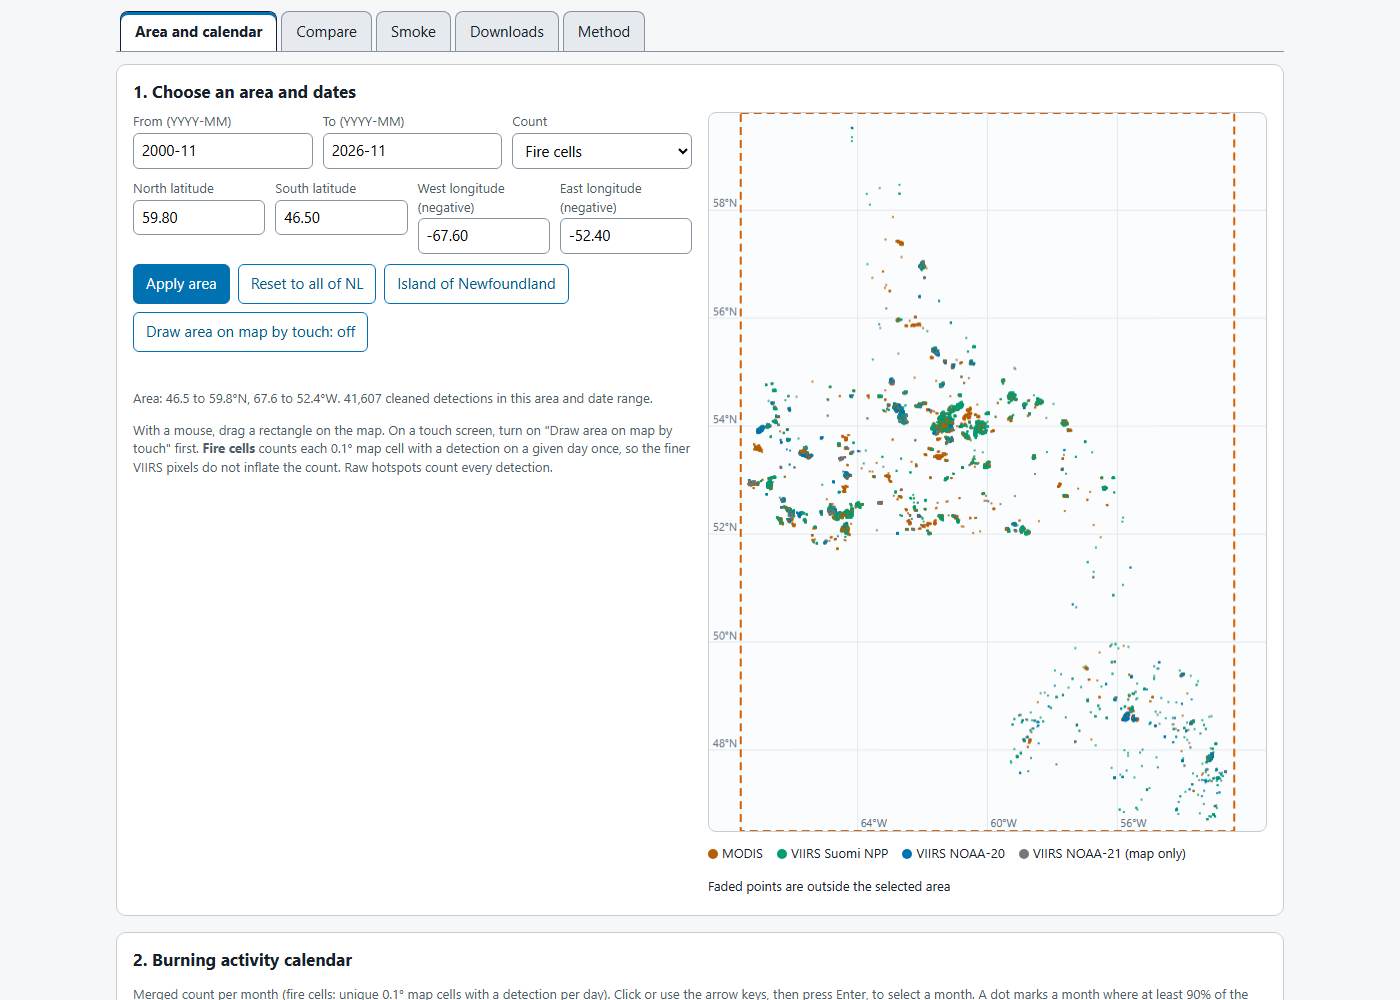 Area and calendar
Compare
Smoke
Downloads
Method
1. Choose an area and dates
From (YYYY-MM)
To (YYYY-MM)
Count
2000-11
2026-11
Fire cells
North latitude
South latitude
West longitude
(negative)
East longitude
(negative)
59.80
46.50
-67.60
-52.40
Apply area
Reset to all of NL
Island of Newfoundland
Draw area on map by touch: off
Area: 46.5 to 59.8°N, 67.6 to 52.4°W. 41,607 cleaned detections in this area and date range.
With a mouse, drag a rectangle on the map. On a touch screen, turn on "Draw area on map by
touch" first. Fire cells counts each 0.1° map cell with a detection on a given day once, so the finer
VIIRS pixels do not inflate the count. Raw hotspots count every detection.
58°N
56°N
54°N
52°N
50°N
48°N
64°W
60°W
56°W
MODIS
VIIRS Suomi NPP
VIIRS NOAA-20
VIIRS NOAA-21 (map only)
Faded points are outside the selected area
2. Burning activity calendar
Merged count per month (fire cells: unique 0.1° map cells with a detection per day). Click or use the arrow keys, then press Enter, to select a month. A dot marks a month where at least 90% of the